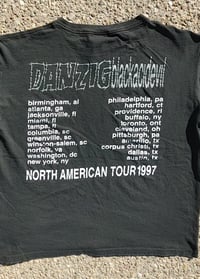 DANZIG blackacidevil
birmingham, al
atlanta, ga
jacksonville, fl
miami, fl
tampa, fl
columbia, sc
greenville, sc
winston-salem, sc
norfolk, va
washington, dc
new york, ny
philadelphia, pa
hartford, ct
providence, ri
buffalo, ny
toronto, ont
cleveland, oh
pittsburgh, pa
amarillo, tx
corpus christi, tx
dallas, tx
austin, tx
NORTH AMERICAN TOUR 1997